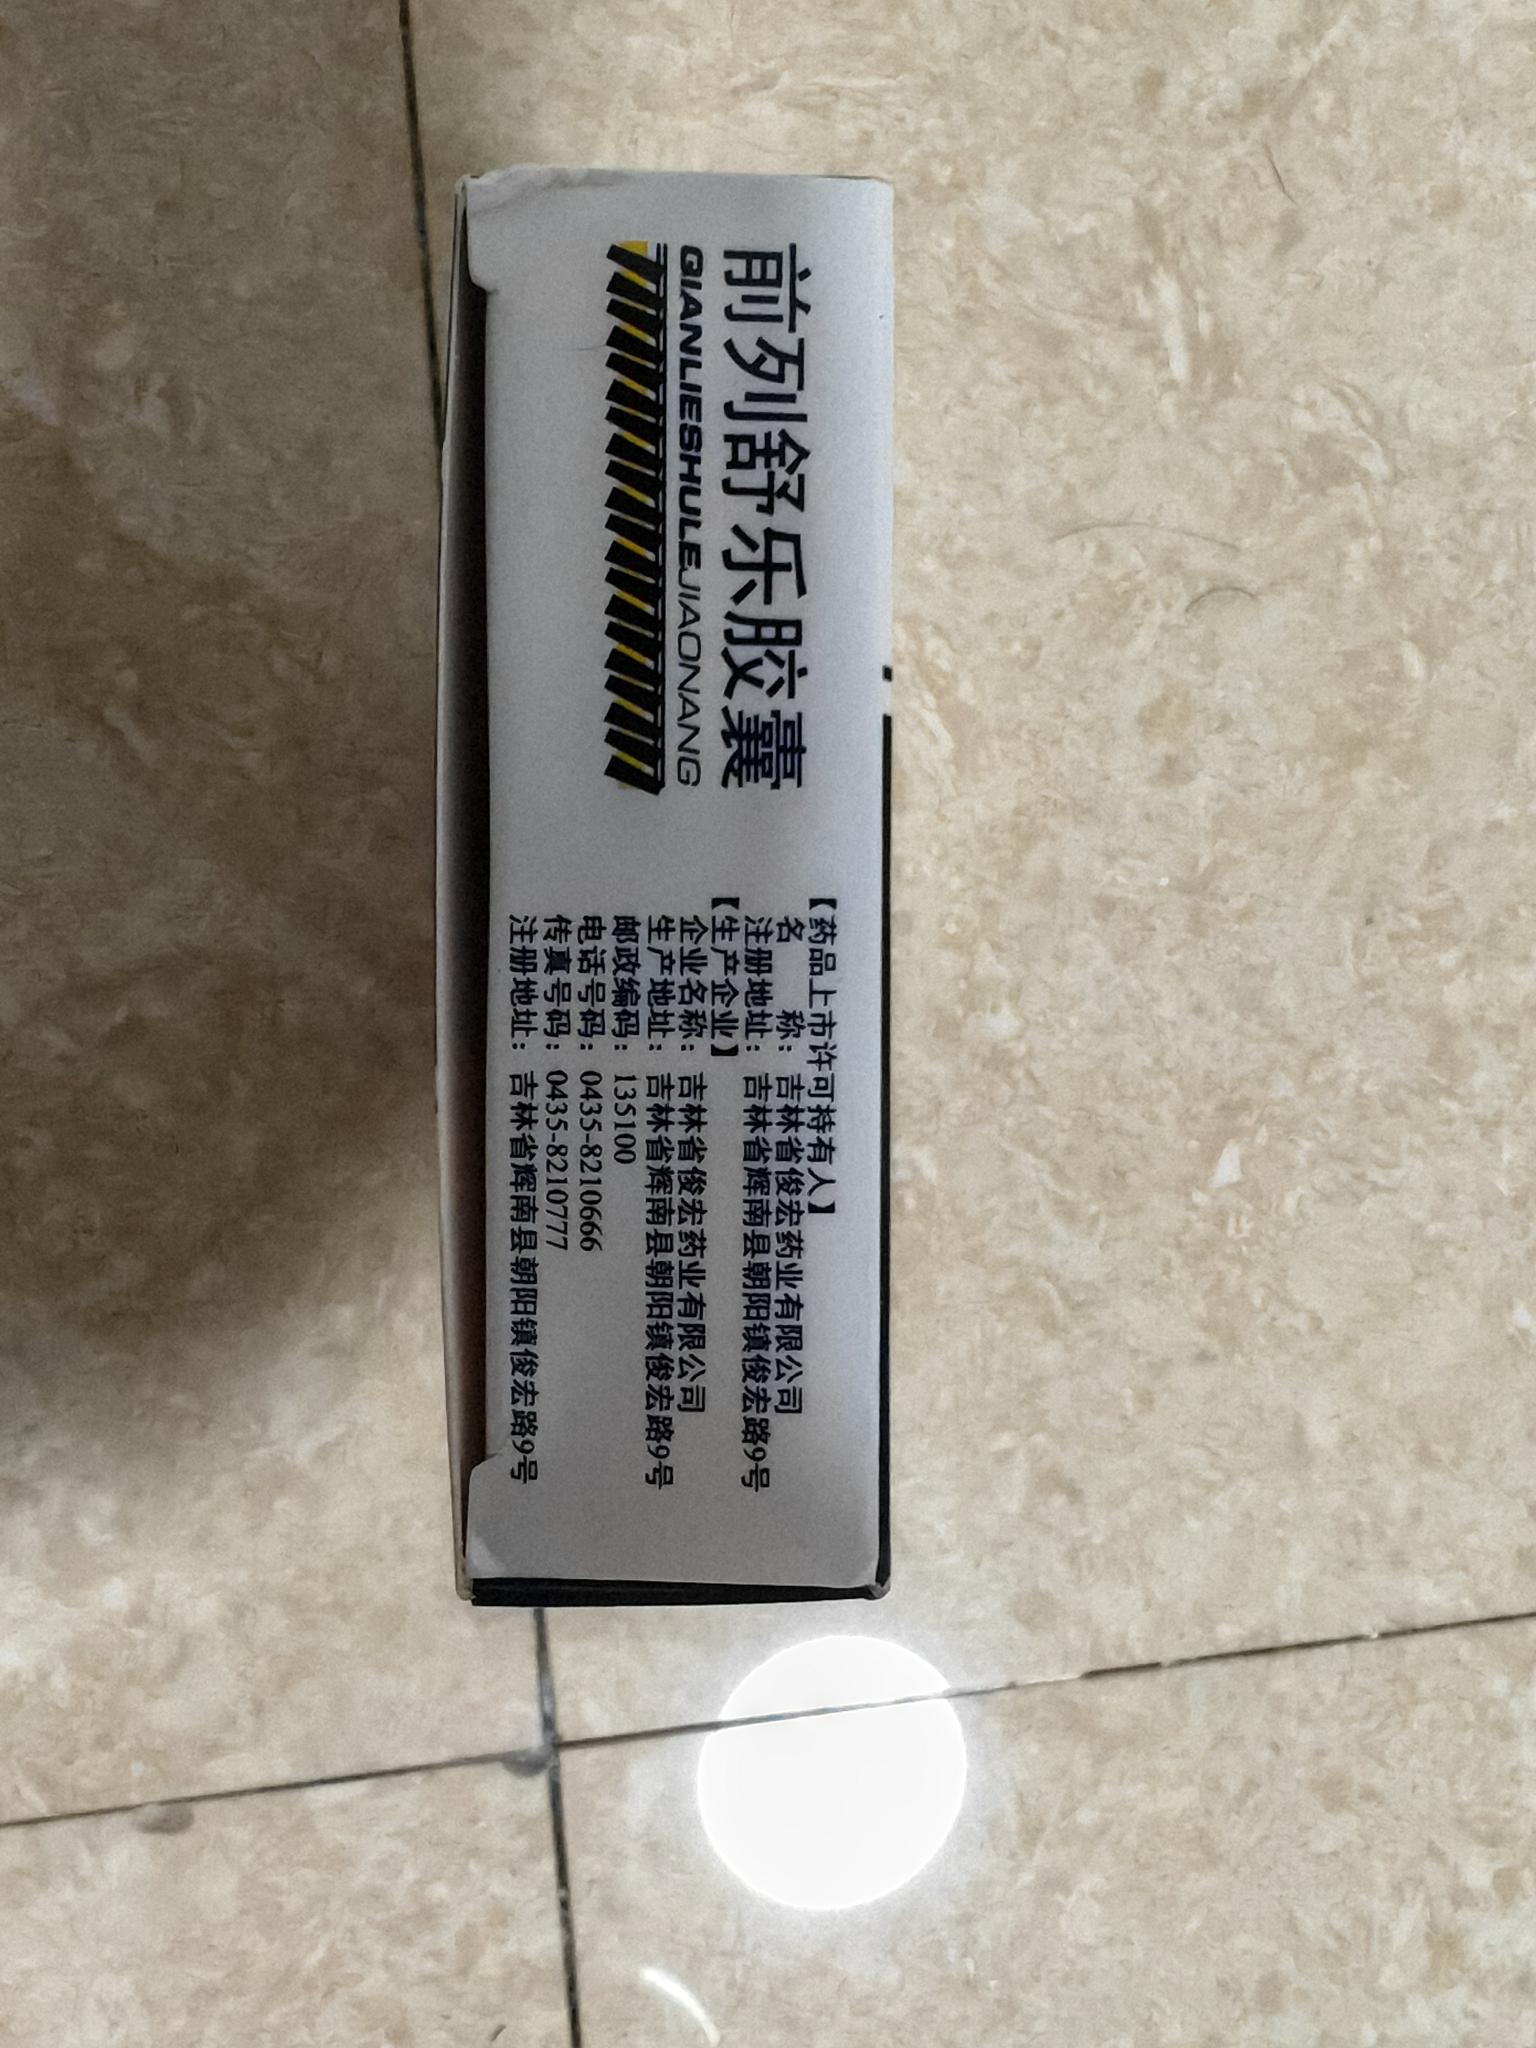 前列舒乐胶囊
QIANLIESHULEJIAONANG
【药品上市许可持有人】
名　　称：吉林省俊宏药业有限公司
注册地址：吉林省辉南县朝阳镇俊宏路9号
【生产企业】
企业名称：吉林省俊宏药业有限公司
生产地址：吉林省辉南县朝阳镇俊宏路9号
邮政编码：135100
电话号码：0435-8210666
传真号码：0435-8210777
注册地址：吉林省辉南县朝阳镇俊宏路9号